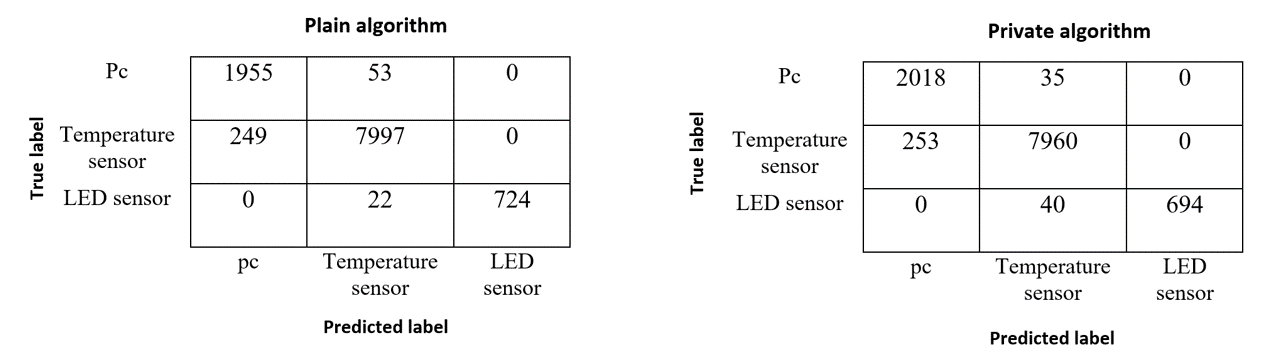 Plain algorithm
True label
Pc 1955 53 0
Temperature 249 7997 0
sensor
LED sensor 0 22 724
pc Temperature LED
sensor sensor
Predicted label
Private algorithm
True label
Pc 2018 35 0
Temperature 253 7960 0
sensor
LED sensor 0 40 694
pc Temperature LED
sensor sensor
Predicted label